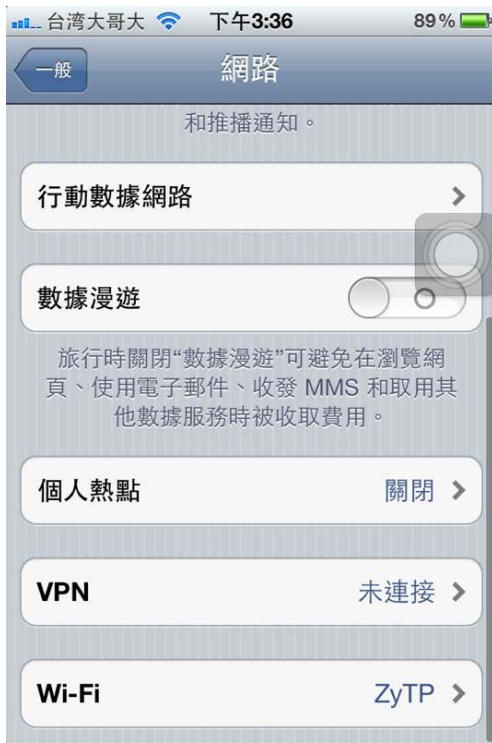 台湾大哥大 下午3:36 89%
一般 網路
和推播通知。
行動數據網路
數據漫遊
旅行時關閉“數據漫遊”可避免在瀏覽網
頁、使用電子郵件、收發 MMS 和取用其
他數據服務時被收取費用。
個人熱點 關閉
VPN 未連接
Wi-Fi ZyTP